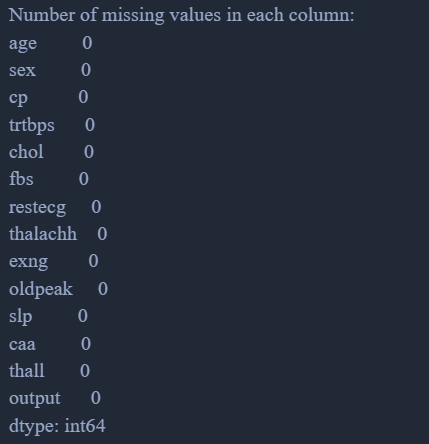 Number of missing values in each column:
age 0
sex 0
cp 0
trtbps 0
chol 0
fbs 0
restecg 0
thalachh 0
exng 0
oldpeak 0
slp 0
caa 0
thall 0
output 0
dtype: int64